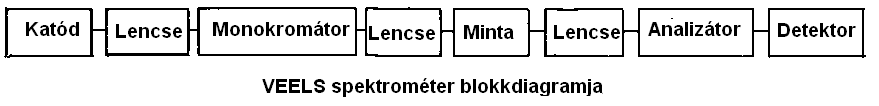 Katód Lencse Monokromátor Lencse Minta Lencse Analizátor Detektor
VEELS spektrométer blokkdiagramja